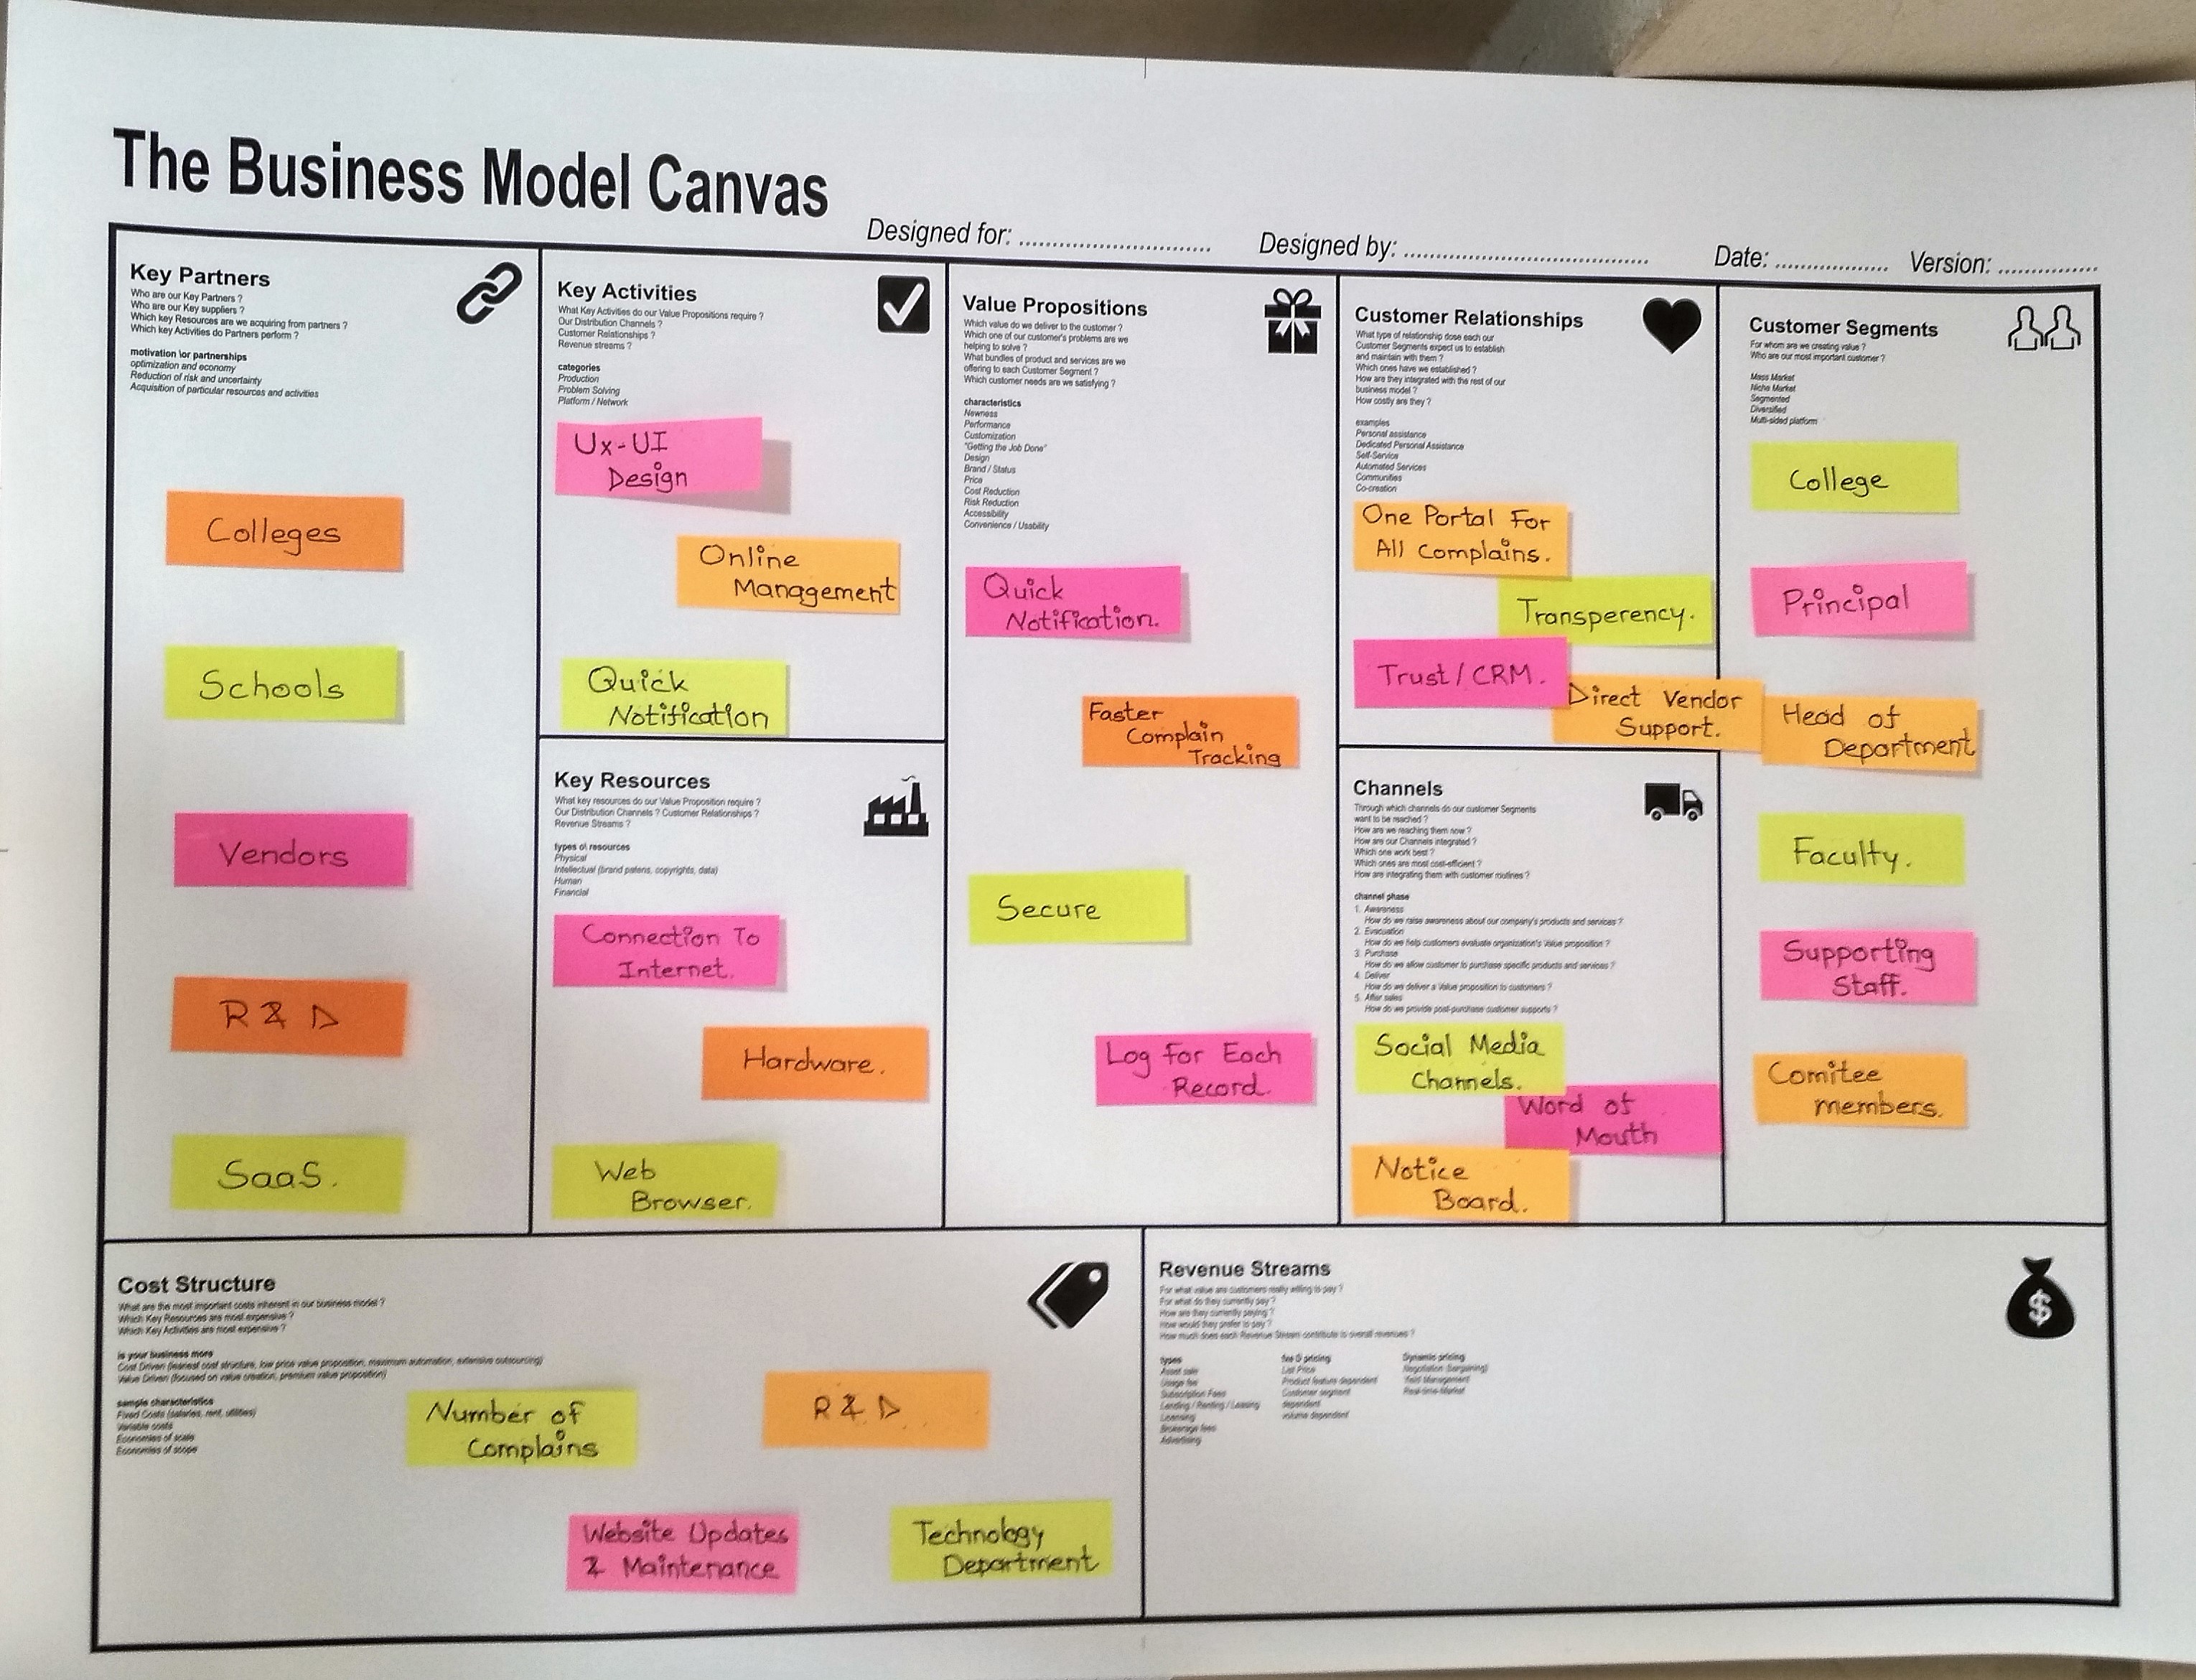 The Business Model Canvas
Designed for: ..............................
Designed by: ......................................
Date: ..................
Version: ................
Key Partners
Who are our Key Partners ?
Who are our Key suppliers ?
Which key Resources are we acquiring from partners ?
Which key Activities do Partners perform ?
motivation \or partnerships
optimization and economy
Reduction of risk and uncertainty
Acquisition of particular resources and activities
Colleges
Schools
Vendors
R & D
SaaS.
Key Activities
What Key Activities do our Value Propositions require ?
Our Distribution Channels ?
Customer Relationships ?
Revenue streams ?
categories
Production
Problem Solving
Platform / Network
Ux-UI
Design
Online
Management
Quick
Notification
Key Resources
What key resources do our Value Proposition require ?
Our Distribution Channels ? Customer Relationships ?
Revenue Streams ?
types o\ resources
Physical
Intellectual (brand patens, copyrights, data)
Human
Financial
Connection To
Internet.
Hardware.
Web
Browser.
Value Propositions
Which value do we deliver to the customer ?
Which one of our customer's problems are we
helping to solve ?
What bundles of product and services are we
offering to each Customer Segment ?
Which customer needs are we satisfying ?
characteristics
Newness
Performance
Customization
"Getting the Job Done"
Design
Brand / Status
Price
Cost Reduction
Risk Reduction
Accessibility
Convenience / Usability
Quick
Notification.
Faster
Complain
Tracking
Secure
Log For Each
Record.
Customer Relationships
What type of relationship dose each our
Customer Segments expect us to establish
and maintain with them ?
Which ones have we established ?
How are they integrated with the rest of our
business model ?
How costly are they ?
examples
Personal assistance
Dedicated Personal Assistance
Self-Service
Automated Services
Communities
Co-creation
One Portal For
All Complains.
Transperency.
Trust / CRM.
Direct Vendor
Support.
Channels
Through which channels do our customer Segments
want to be reached ?
How are we reaching them now ?
How are our Channels integrated ?
Which one work best ?
Which ones are most cost-efficient ?
How are integrating them with customer routines ?
channel phase
1. Awareness
How do we raise awareness about our company's products and services ?
2. Evacuation
How do we help customers evaluate organization's Value proposition ?
3. Purchase
How do we allow customer to purchase specific products and services ?
4. Deliver
How do we deliver a Value proposition to customers ?
5. After sales
How do we provide post-purchase customer supports ?
Social Media
Channels.
Word of
Mouth
Notice
Board.
Customer Segments
For whom are we creating value ?
Who are our most important customer ?
Mass Market
Niche Market
Segmented
Diversified
Multi-sided platform
College
Principal
Head of
Department
Faculty.
Supporting
Staff.
Comitee
members.
Cost Structure
What are the most important costs inherent in our business model ?
Which Key Resources are most expensive ?
Which Key Activities are most expensive ?
is your business more
Cost Driven (leanest cost structure, low price value proposition, maximum automation, extensive outsourcing)
Value Driven (focused on value creation, premium value proposition)
sample characteristics
Fixed Costs (salaries, rent, utilities)
Variable costs
Economies of scale
Economies of scope
Number of
Complains
R & D
Website Updates
& Maintenance
Technology
Department
Revenue Streams
For what value are customers really willing to pay ?
For what do they currently pay ?
How are they currently paying ?
How would they prefer to pay ?
How much does each Revenue Stream contribute to overall revenues ?
types
Asset sale
Usage fee
Subscription Fees
Lending / Renting / Leasing
Licensing
Brokerage fees
Advertising
List Price
Product feature dependent
Customer segment
dependent
volume dependent
Dynamic pricing
Negotiation (bargaining)
Yield Management
Real-time-Market
$